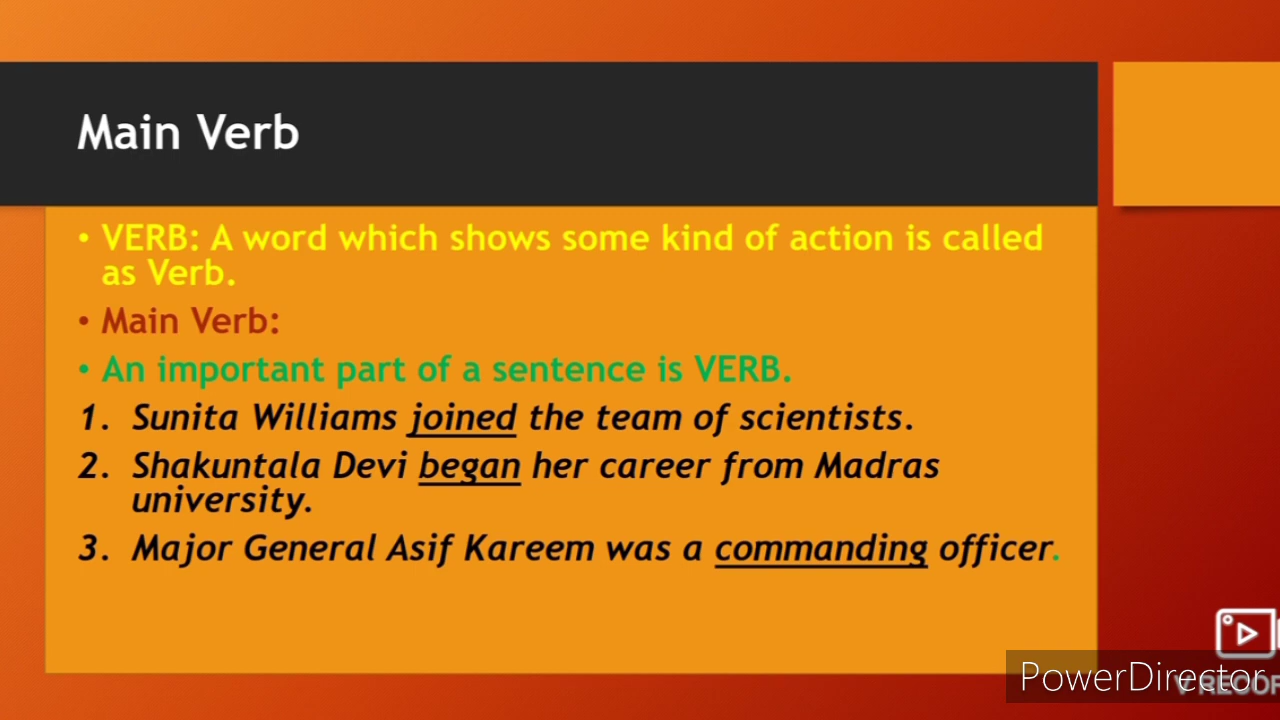 Main Verb
• VERB: A word which shows some kind of action is called
as Verb.
• Main Verb:
• An important part of a sentence is VERB.
1. Sunita Williams joined the team of scientists.
2. Shakuntala Devi began her career from Madras
university.
3. Major General Asif Kareem was a commanding officer.
PowerDirector